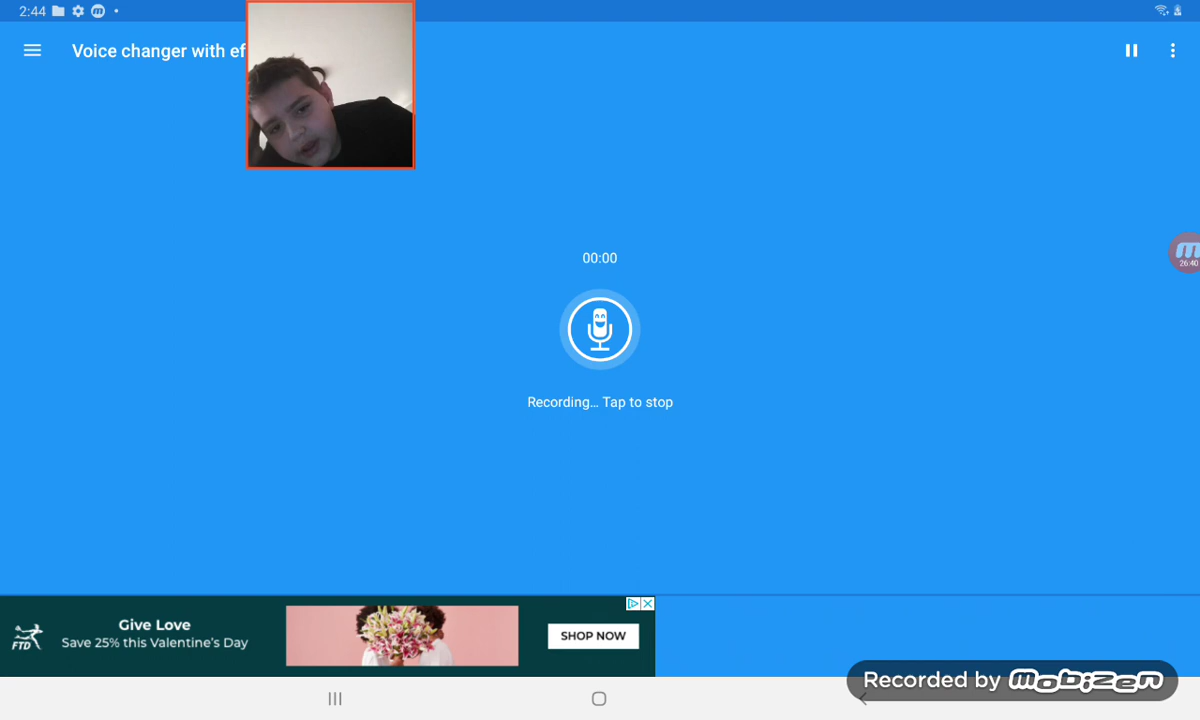 2:44
Voice changer with ef
26:40
00:00
Recording... Tap to stop
Give Love
Save 25% this Valentine's Day
FTD
SHOP NOW
Recorded by mobizen